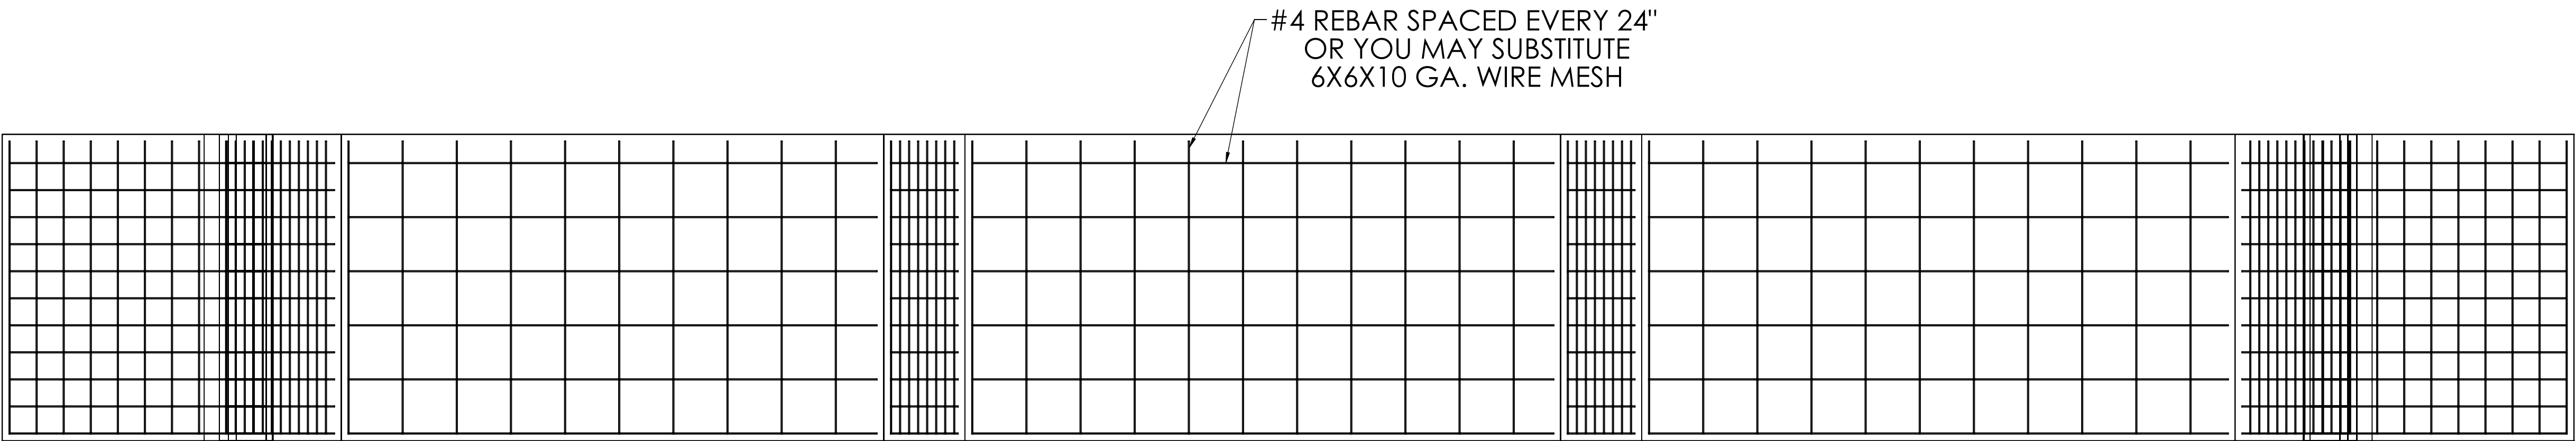 #4 REBAR SPACED EVERY 24"
OR YOU MAY SUBSTITUTE
6X6X10 GA. WIRE MESH